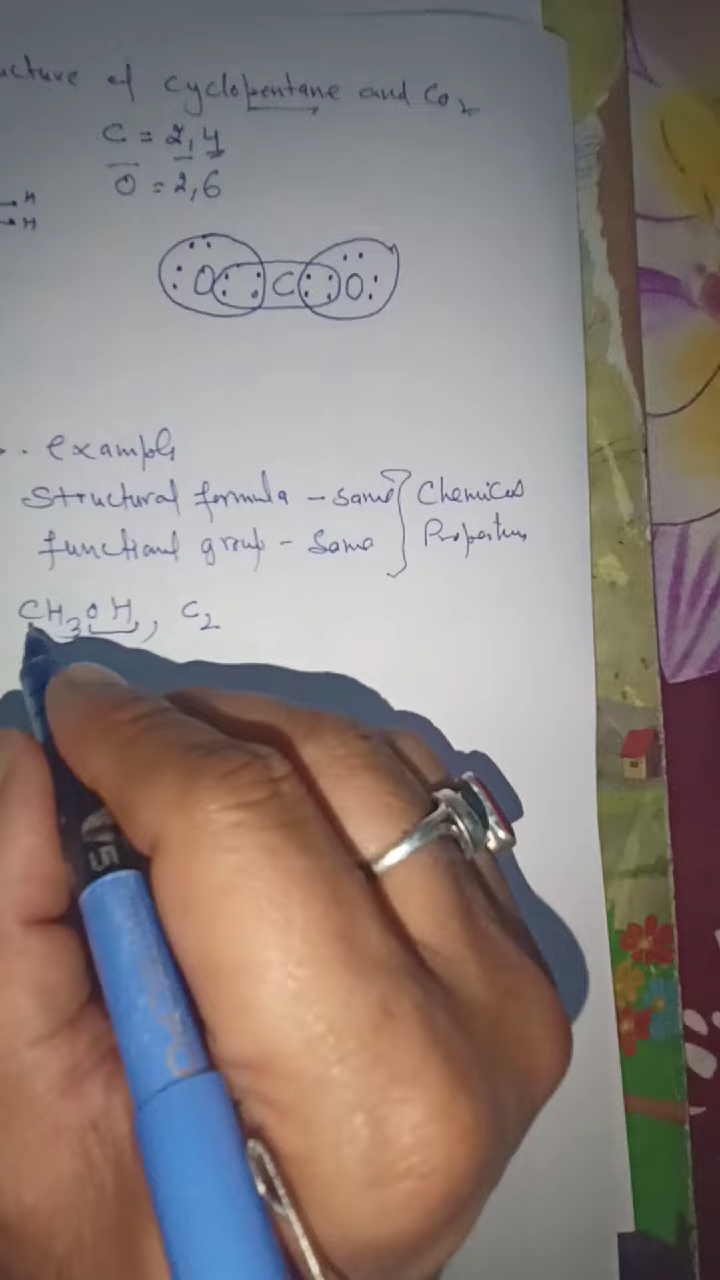 ucture of cyclopentane and CO2
C = 2,4
O = 2,6
H
H
O C O
example
Structural formula - same } Chemical
functional group - Same } Properties
CH3OH, C2